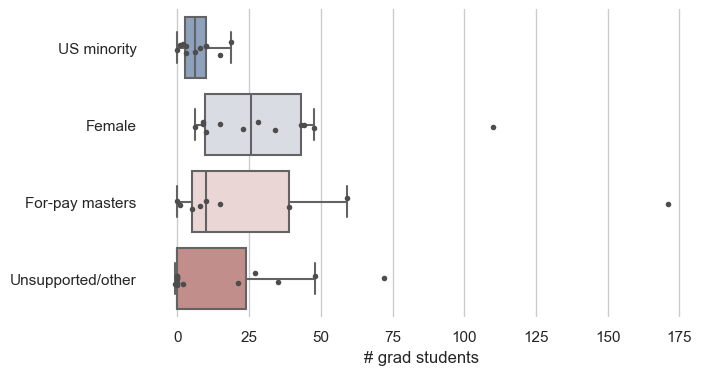 US minority
Female
For-pay masters
Unsupported/other
0 25 50 75 100 125 150 175
# grad students